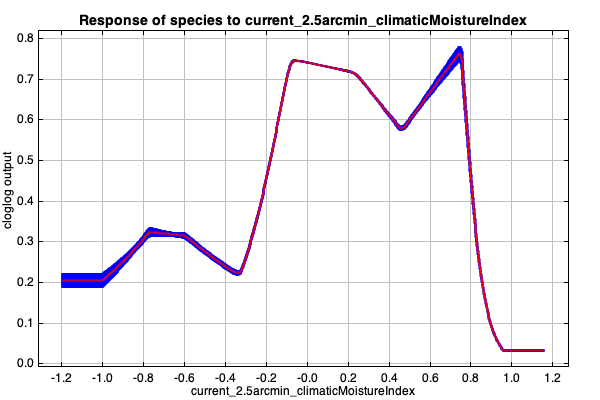 Response of species to current_2.5arcmin_climaticMoistureIndex
cloglog output
0.8
0.7
0.6
0.5
0.4
0.3
0.2
0.1
0.0
-1.2 -1.0 -0.8 -0.6 -0.4 -0.2 -0.0 0.2 0.4 0.6 0.8 1.0 1.2
current_2.5arcmin_climaticMoistureIndex